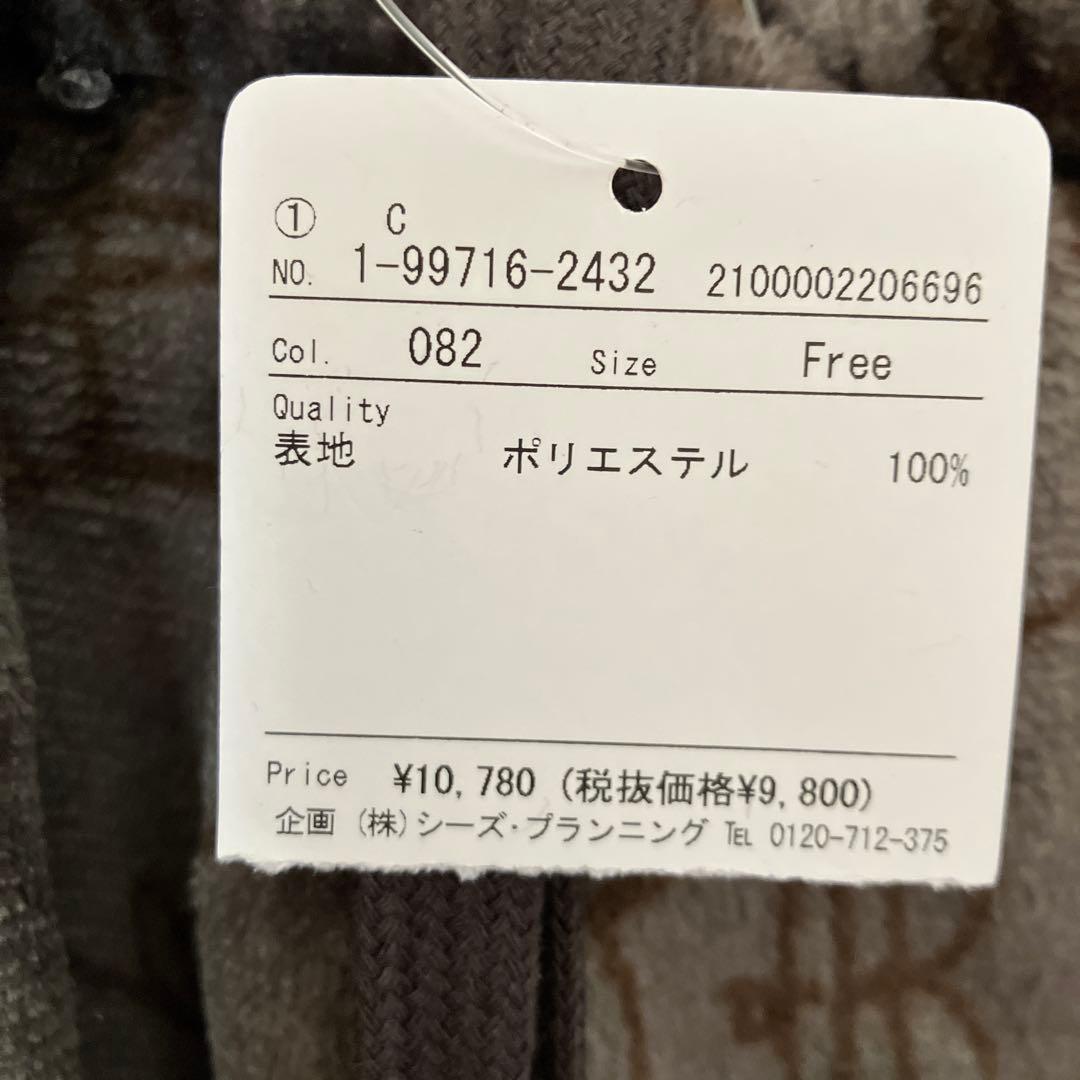 ① C
NO. 1-99716-2432 2100002206696
Col. 082 Size Free
Quality
表地 ポリエステル 100%
Price ¥10,780 (税抜価格¥9,800)
企画 (株)シーズ・プランニング ℡ 0120-712-375